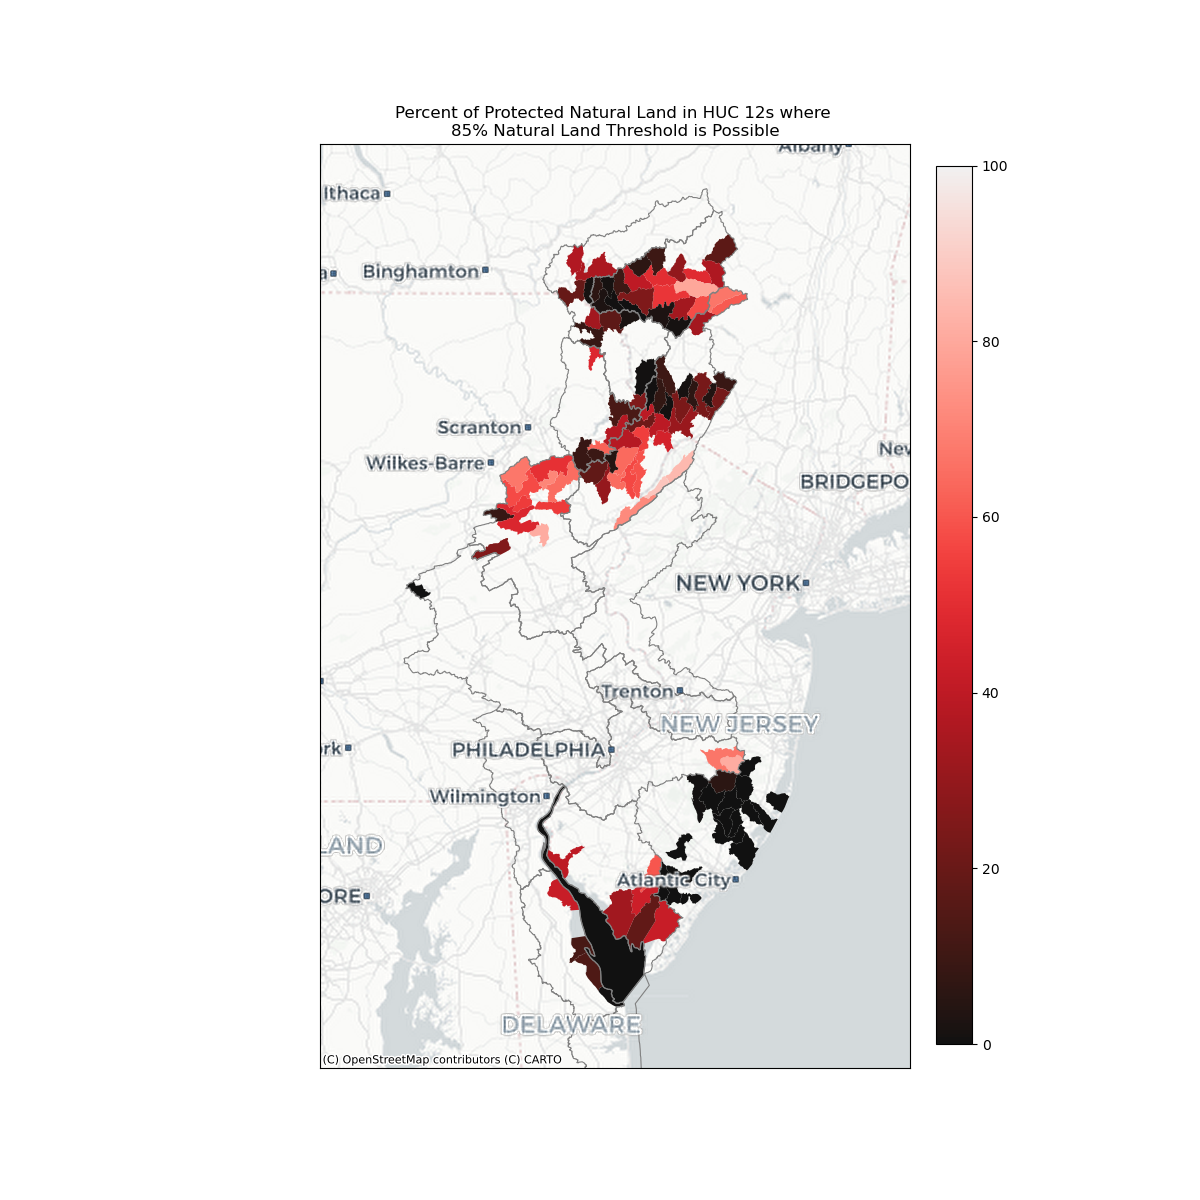 Percent of Protected Natural Land in HUC 12s where
85% Natural Land Threshold is Possible
Albany
Ithaca
a
Binghamton
Scranton
Wilkes-Barre
New
BRIDGEPO
NEW YORK
Trenton
NEW JERSEY
rk
PHILADELPHIA
Wilmington
LAND
Atlantic City
ORE
DELAWARE
(C) OpenStreetMap contributors (C) CARTO
100
80
60
40
20
0